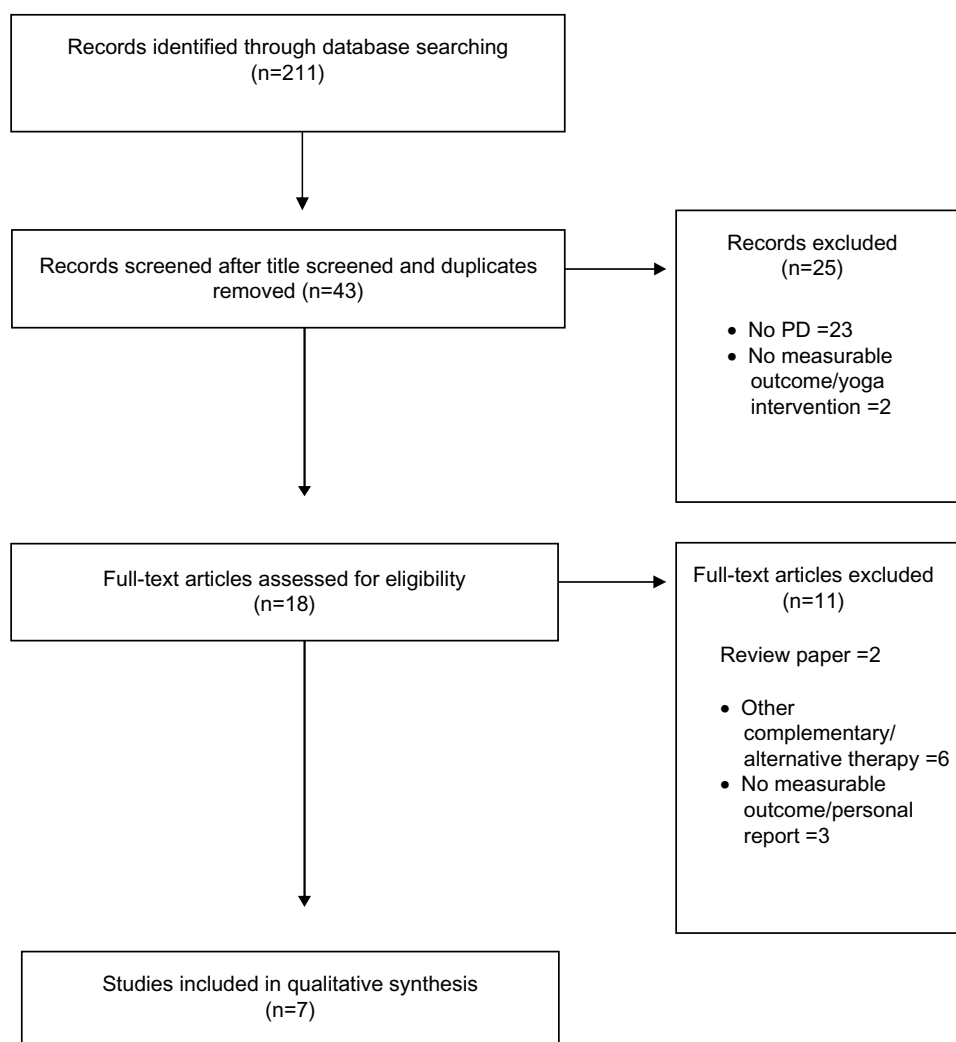 Records identified through database searching
(n=211)
Records screened after title screened and duplicates
removed (n=43)
Records excluded
(n=25)
• No PD =23
• No measurable
outcome/yoga
intervention =2
Full-text articles assessed for eligibility
(n=18)
Full-text articles excluded
(n=11)
Review paper =2
• Other
complementary/
alternative therapy =6
• No measurable
outcome/personal
report =3
Studies included in qualitative synthesis
(n=7)